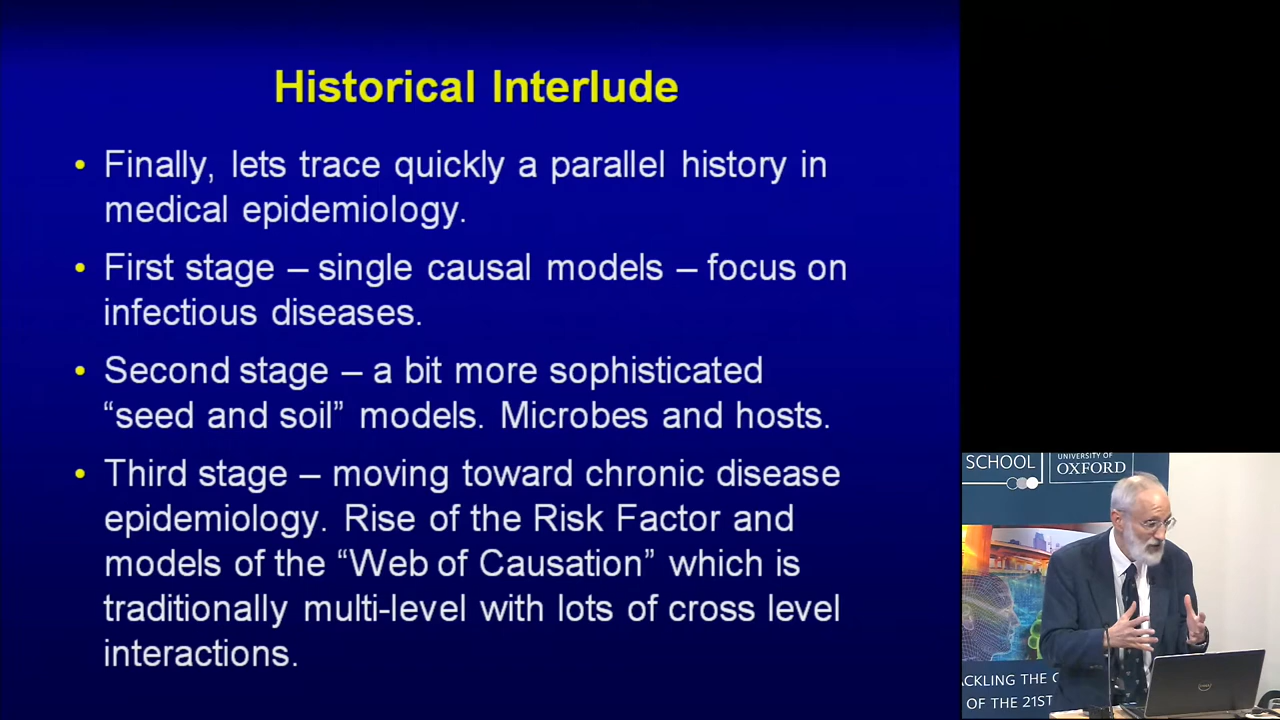 Historical Interlude
• Finally, lets trace quickly a parallel history in
medical epidemiology.
• First stage – single causal models – focus on
infectious diseases.
• Second stage – a bit more sophisticated
“seed and soil” models. Microbes and hosts.
• Third stage – moving toward chronic disease
epidemiology. Rise of the Risk Factor and
models of the “Web of Causation” which is
traditionally multi-level with lots of cross level
interactions.
SCHOOL
UNIVERSITY OF
OXFORD
ACKLING THE
OF THE 21ST
DELL